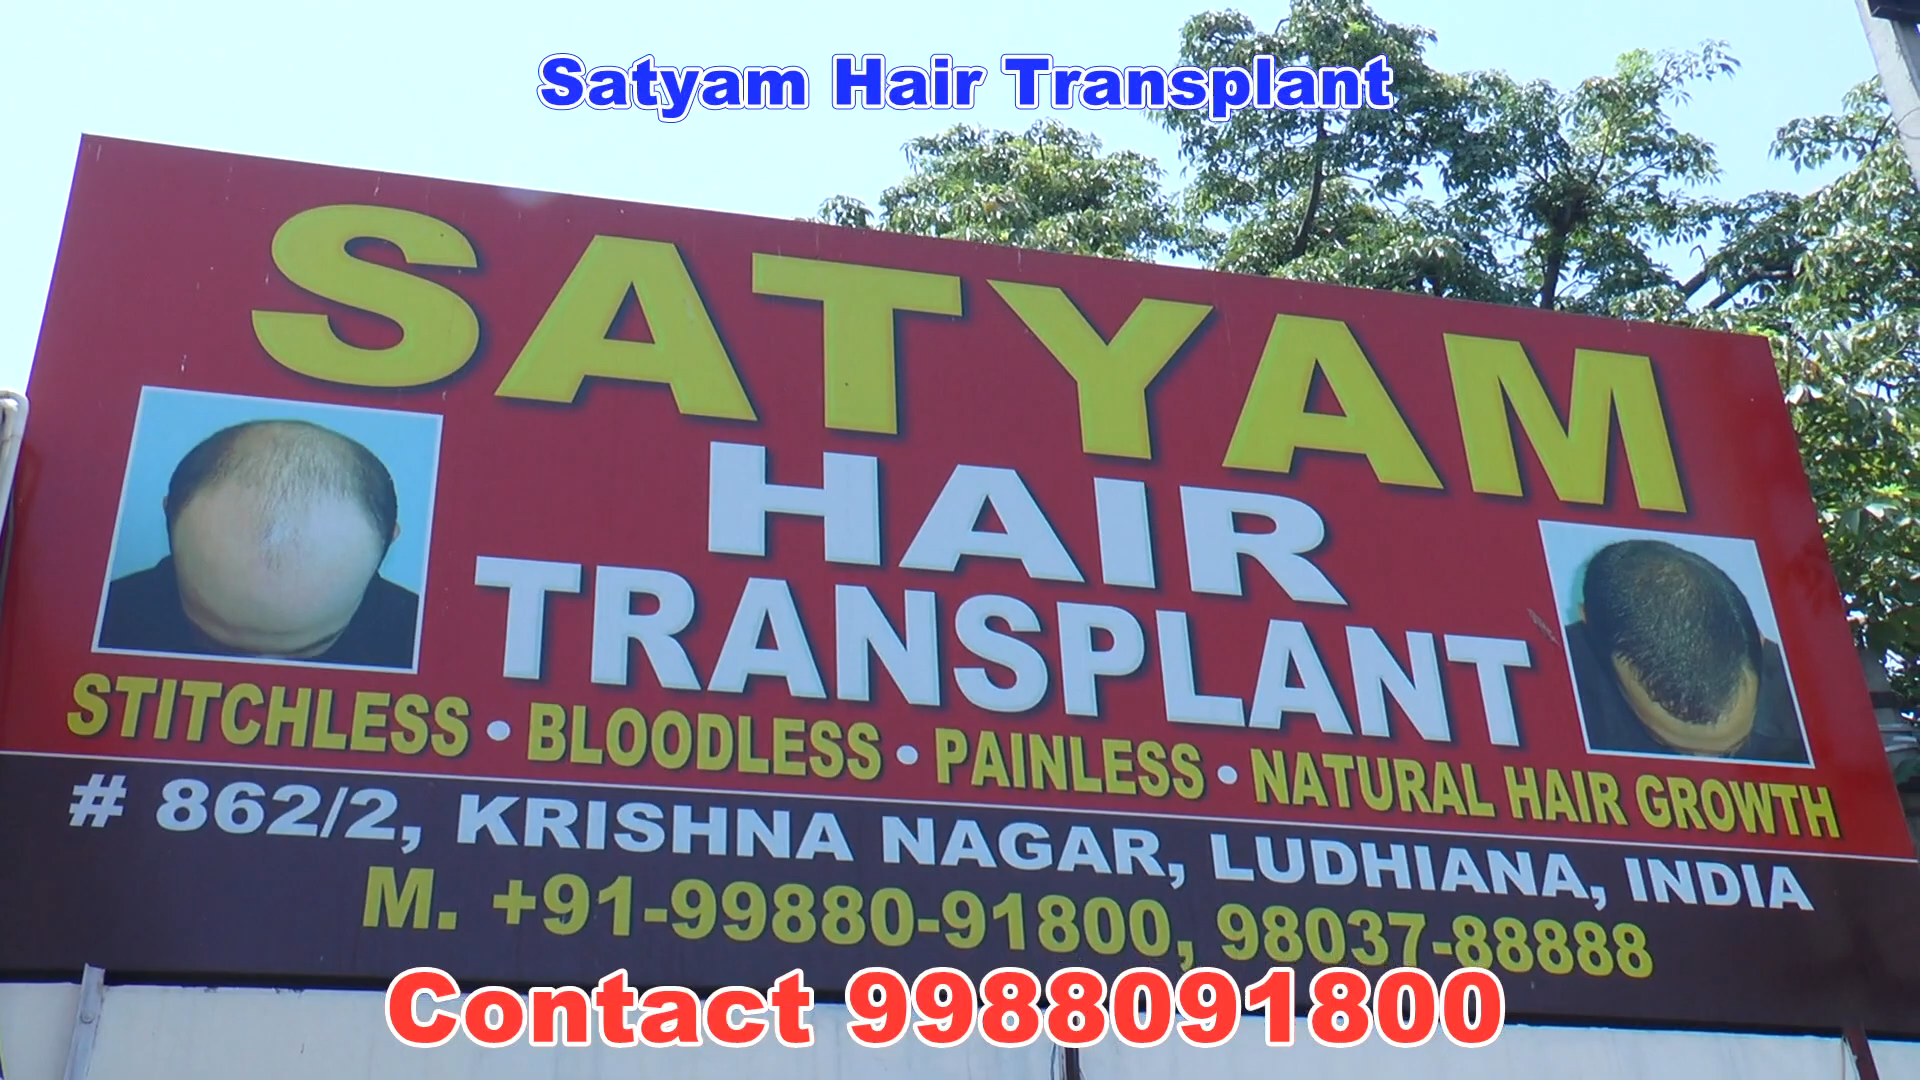 Satyam Hair Transplant
SATYAM
HAIR
TRANSPLANT
STITCHLESS • BLOODLESS • PAINLESS • NATURAL HAIR GROWTH
# 862/2, KRISHNA NAGAR, LUDHIANA, INDIA
M. +91-99880-91800, 98037-88888
Contact 9988091800